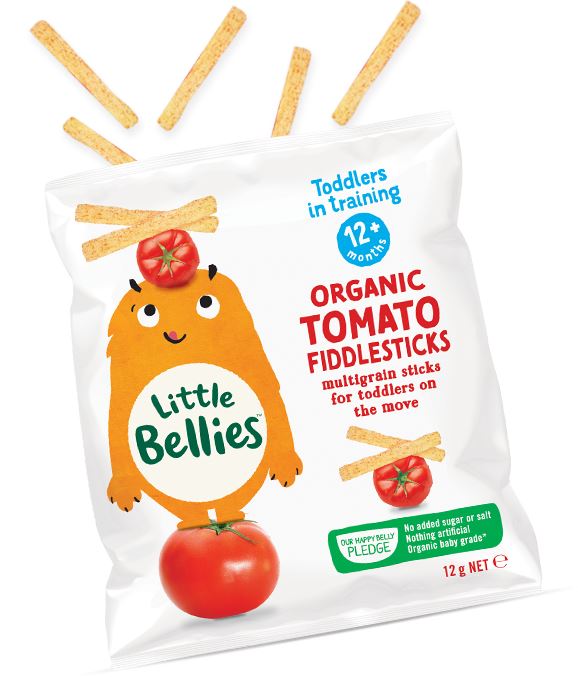 Toddlers
in training
12+
months
ORGANIC
TOMATO
FIDDLESTICKS
multigrain sticks
for toddlers on
the move
Little
Bellies™
OUR HAPPY BELLY
PLEDGE
No added sugar or salt
Nothing artificial
Organic baby grade*
12 g NET ℮